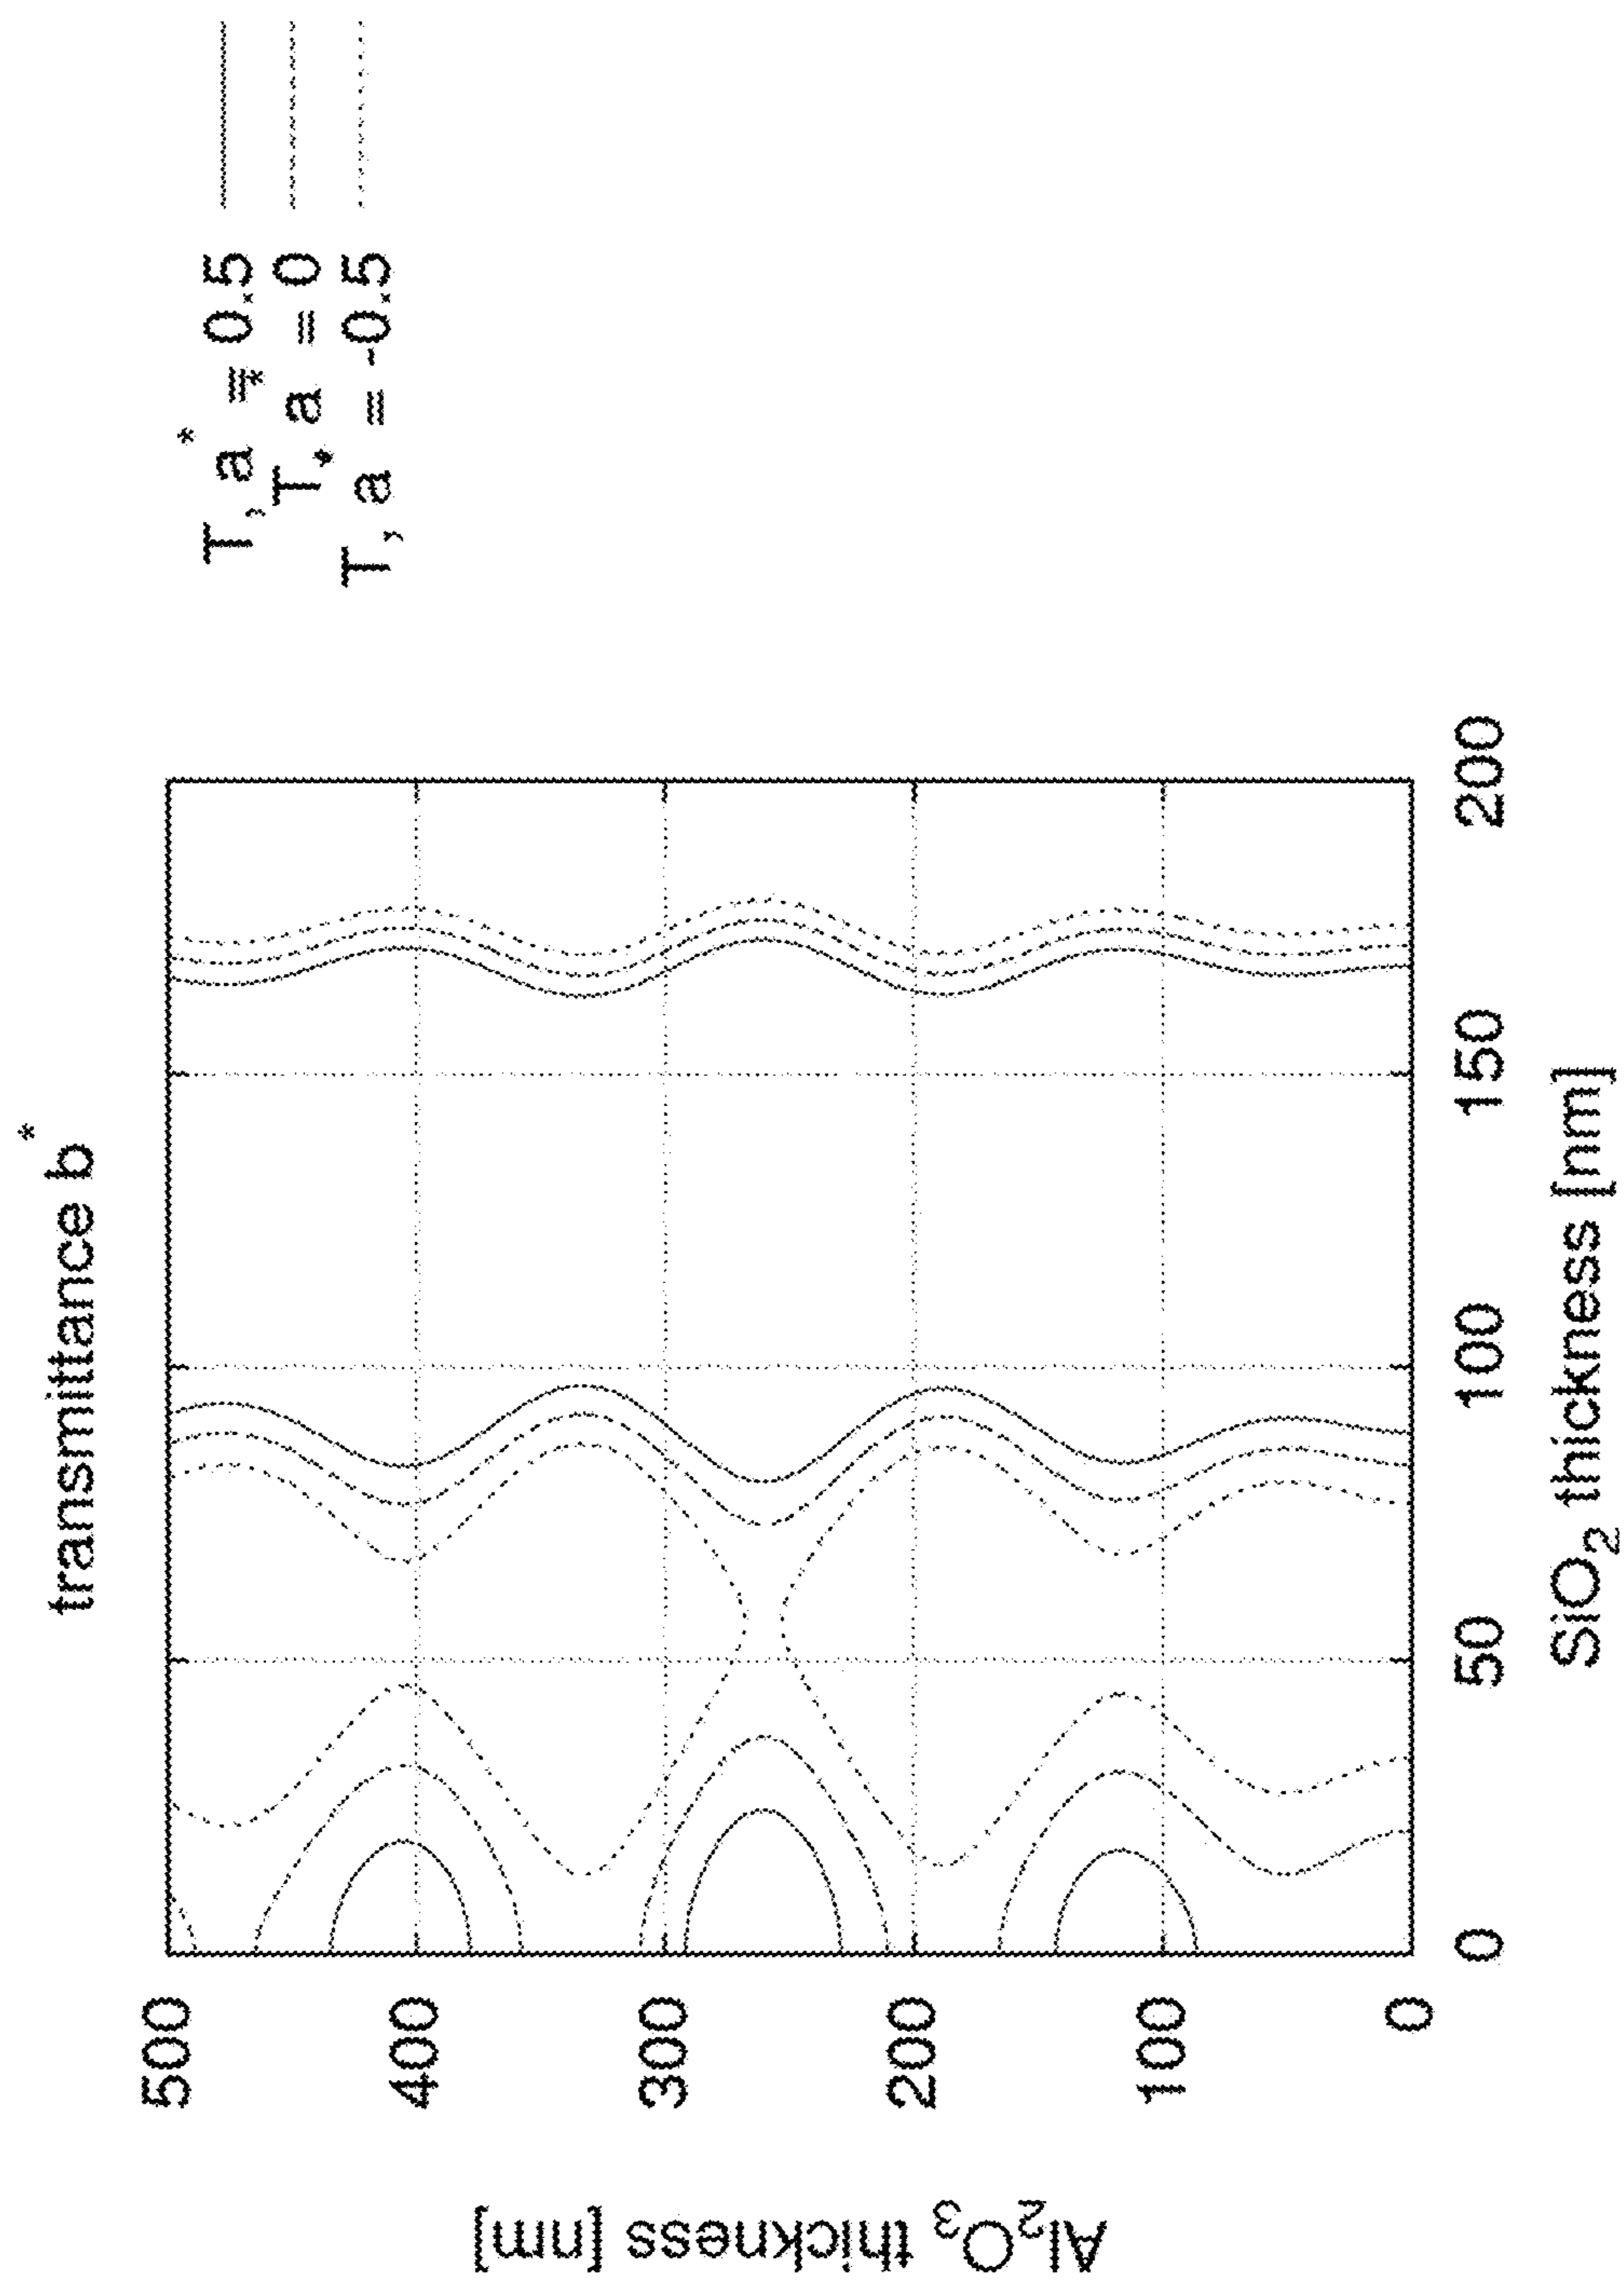 transmittance b*
T, a* = 0.5
T, a* = 0
T, a* = -0.5
Al₂O₃ thickness [nm]
500
400
300
200
100
0
0
50
100
150
200
SiO₂ thickness [nm]